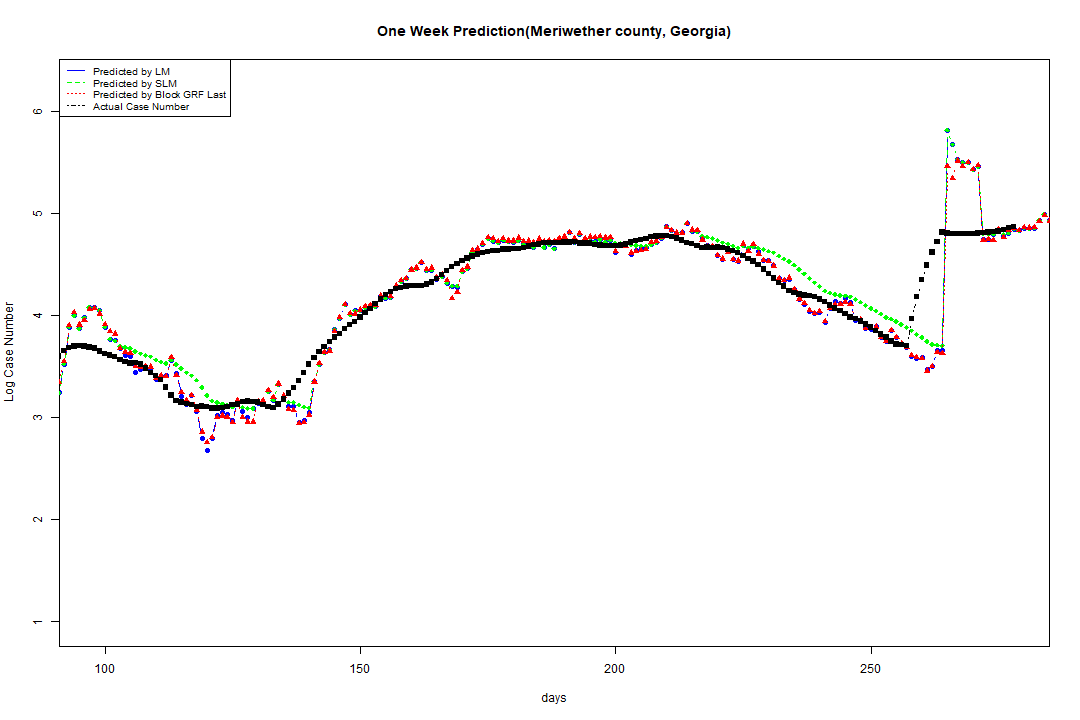 One Week Prediction(Meriwether county, Georgia)
Predicted by LM
Predicted by SLM
Predicted by Block GRF Last
Actual Case Number
6
5
4
3
2
1
Log Case Number
100 150 200 250
days